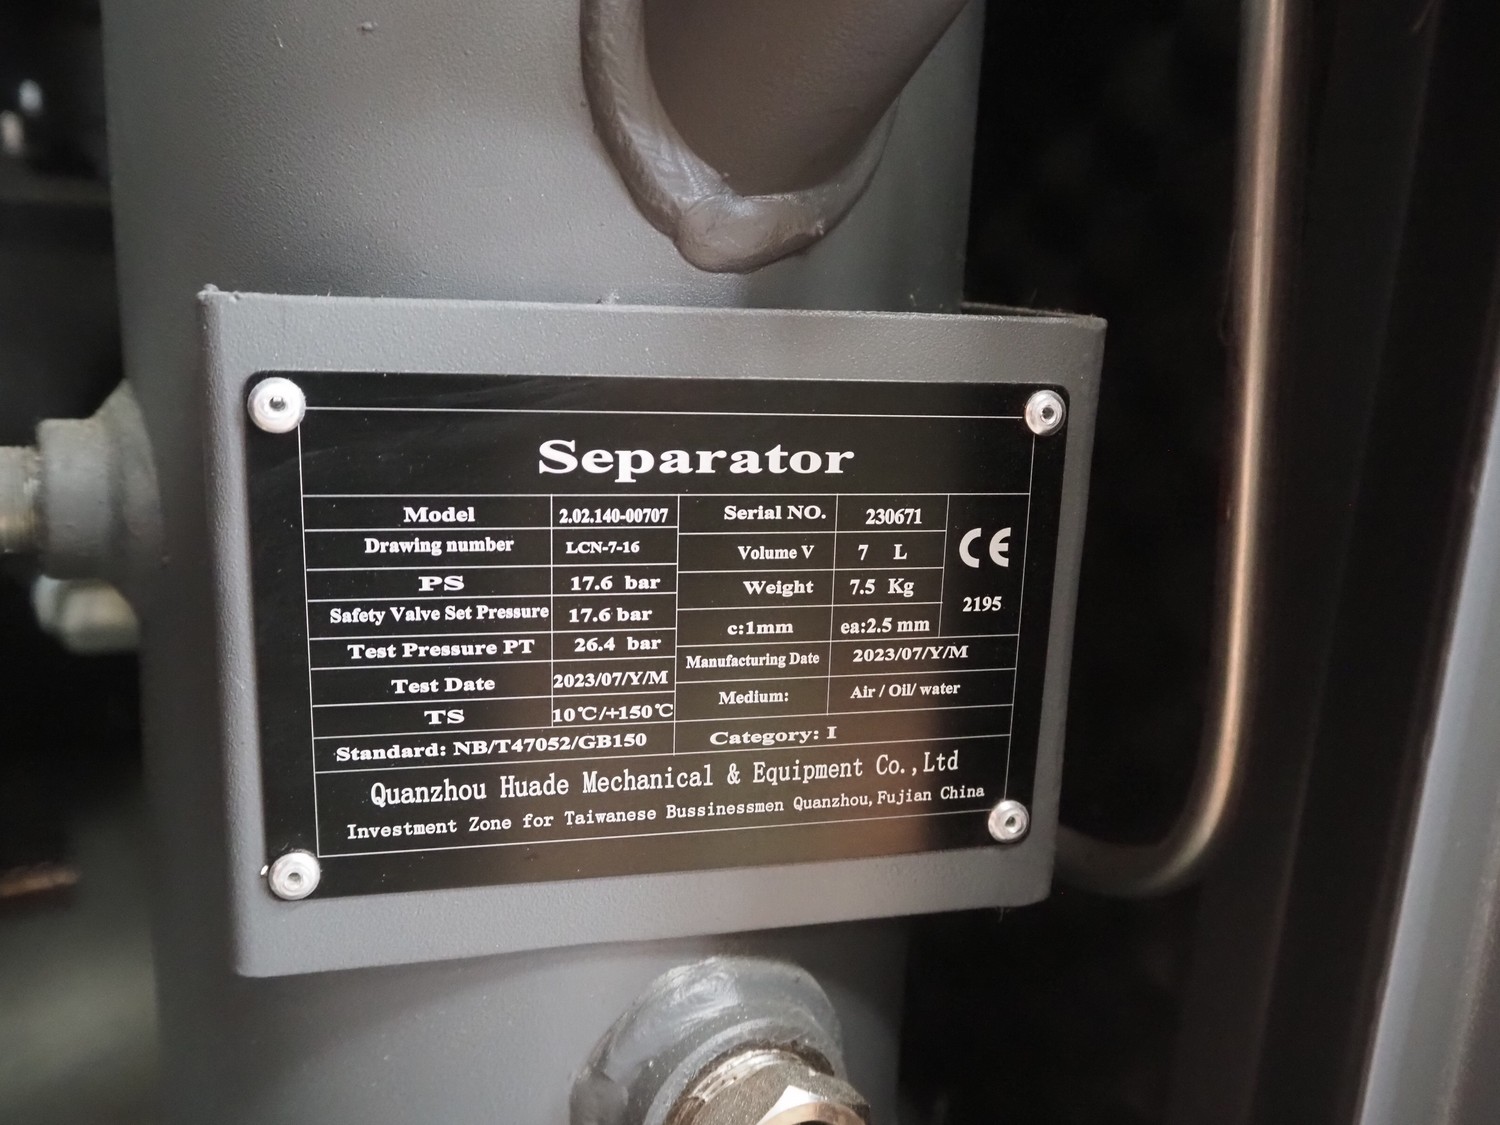 Separator
Model 2.02.140-00707 Serial NO. 230671
Drawing number LCN-7-16 Volume V 7 L
CE
PS 17.6 bar Weight 7.5 Kg
2195
Safety Valve Set Pressure 17.6 bar c:1mm ea:2.5 mm
Test Pressure PT 26.4 bar Manufacturing Date 2023/07/Y/M
Test Date 2023/07/Y/M Medium: Air / Oil/ water
TS 10℃/+150℃
Standard: NB/T47052/GB150 Category: I
Quanzhou Huade Mechanical & Equipment Co.,Ltd
Investment Zone for Taiwanese Bussinessmen Quanzhou,Fujian China